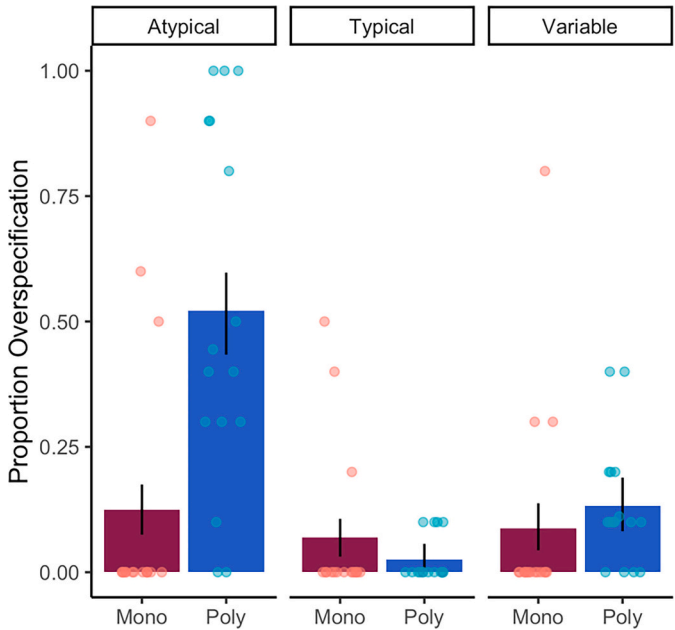 Atypical Typical Variable
Proportion Overspecification
1.00
0.75
0.50
0.25
0.00
Mono Poly Mono Poly Mono Poly